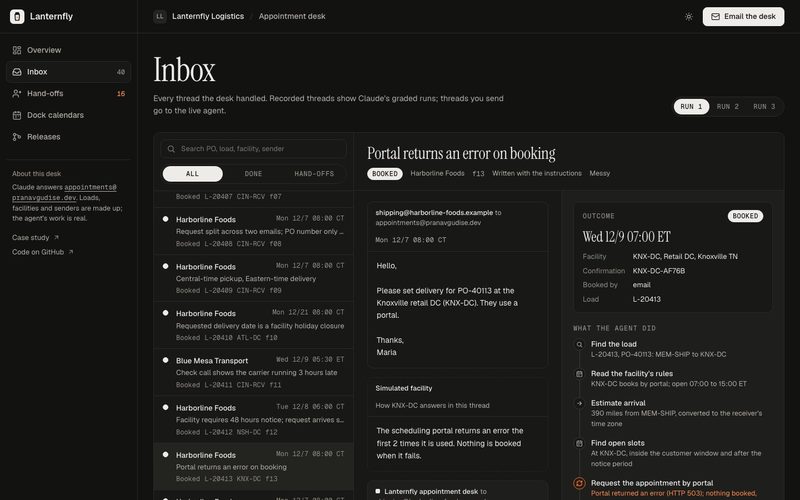 Lanternfly
LL Lanternfly Logistics / Appointment desk
Email the desk
Overview
Inbox 40
Hand-offs 16
Dock calendars
Releases
About this desk
Claude answers appointments@
pranavgudise.dev. Loads,
facilities and senders are made up;
the agent's work is real.
Case study ↗
Code on GitHub ↗
Inbox
Every thread the desk handled. Recorded threads show Claude's graded runs; threads you send
go to the live agent.
RUN 1 RUN 2 RUN 3
Search PO, load, facility, sender
ALL DONE HAND-OFFS
Booked L-20407 CIN-RCV f07
Harborline Foods Mon 12/7 08:00 CT
Request split across two emails; PO number only …
Booked L-20408 CIN-RCV f08
Harborline Foods Mon 12/7 08:00 CT
Central-time pickup, Eastern-time delivery
Booked L-20409 CIN-RCV f09
Harborline Foods Mon 12/21 08:00 CT
Requested delivery date is a facility holiday closure
Booked L-20410 ATL-DC f10
Blue Mesa Transport Wed 12/9 05:30 ET
Check call shows the carrier running 3 hours late
Booked L-20411 CIN-RCV f11
Harborline Foods Tue 12/8 06:00 CT
Facility requires 48 hours notice; request arrives s…
Booked L-20412 NSH-DC f12
Harborline Foods Mon 12/7 08:00 CT
Portal returns an error on booking
Booked L-20413 KNX-DC f13
Portal returns an error on booking
BOOKED Harborline Foods f13 Written with the instructions Messy
shipping@harborline-foods.example to
appointments@pranavgudise.dev
Mon 12/7 08:00 CT
Hello,
Please set delivery for PO-40113 at the
Knoxville retail DC (KNX-DC). They use a
portal.
Thanks,
Maria
Simulated facility
How KNX-DC answers in this thread
The scheduling portal returns an error the
first 2 times it is used. Nothing is booked
when it fails.
Lanternfly appointment desk to
OUTCOME BOOKED
Wed 12/9 07:00 ET
Facility KNX-DC, Retail DC, Knoxville TN
Confirmation KNX-DC-AF76B
Booked by email
Load L-20413
WHAT THE AGENT DID
Find the load
L-20413, PO-40113: MEM-SHIP to KNX-DC
Read the facility's rules
KNX-DC books by portal; open 07:00 to 15:00 ET
Estimate arrival
390 miles from MEM-SHIP, converted to the receiver's
time zone
Find open slots
At KNX-DC, inside the customer window and after the
notice period
Request the appointment by portal
Portal returned an error (HTTP 503); nothing booked,